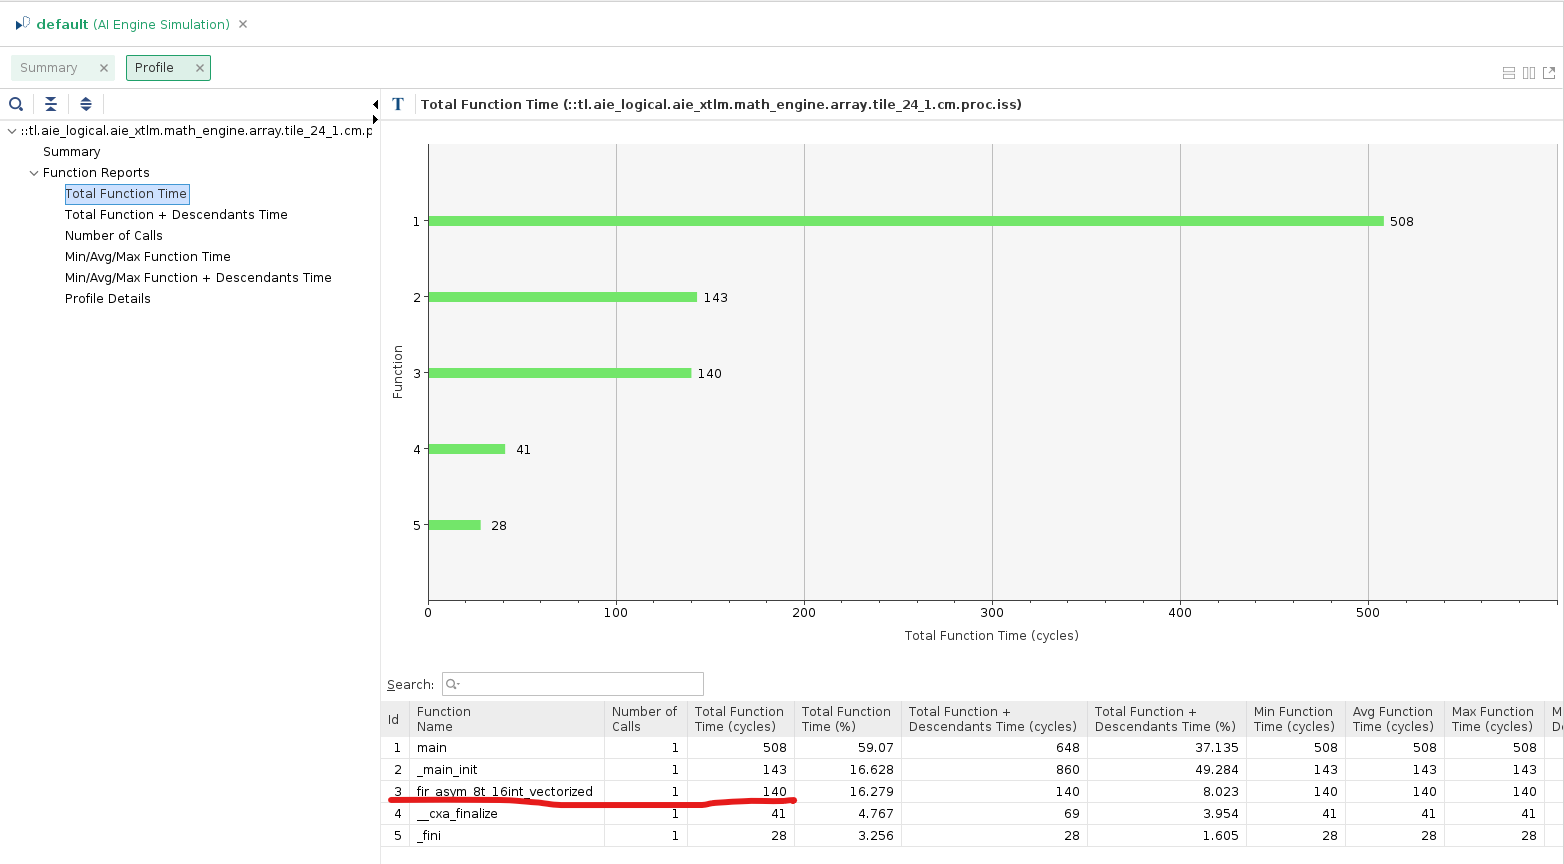 default (AI Engine Simulation)
Summary
Profile
T Total Function Time (::tl.aie_logical.aie_xtlm.math_engine.array.tile_24_1.cm.proc.iss)
::tl.aie_logical.aie_xtlm.math_engine.array.tile_24_1.cm.p
Summary
Function Reports
Total Function Time
Total Function + Descendants Time
Number of Calls
Min/Avg/Max Function Time
Min/Avg/Max Function + Descendants Time
Profile Details
Function
1 508
2 143
3 140
4 41
5 28
0 100 200 300 400 500
Total Function Time (cycles)
Search:
Id Function Name Number of Calls Total Function Time (cycles) Total Function Time (%) Total Function + Descendants Time (cycles) Total Function + Descendants Time (%) Min Function Time (cycles) Avg Function Time (cycles) Max Function Time (cycles)
1 main 1 508 59.07 648 37.135 508 508 508
2 _main_init 1 143 16.628 860 49.284 143 143 143
3 fir_asym_8t_16int_vectorized 1 140 16.279 140 8.023 140 140 140
4 __cxa_finalize 1 41 4.767 69 3.954 41 41 41
5 _fini 1 28 3.256 28 1.605 28 28 28